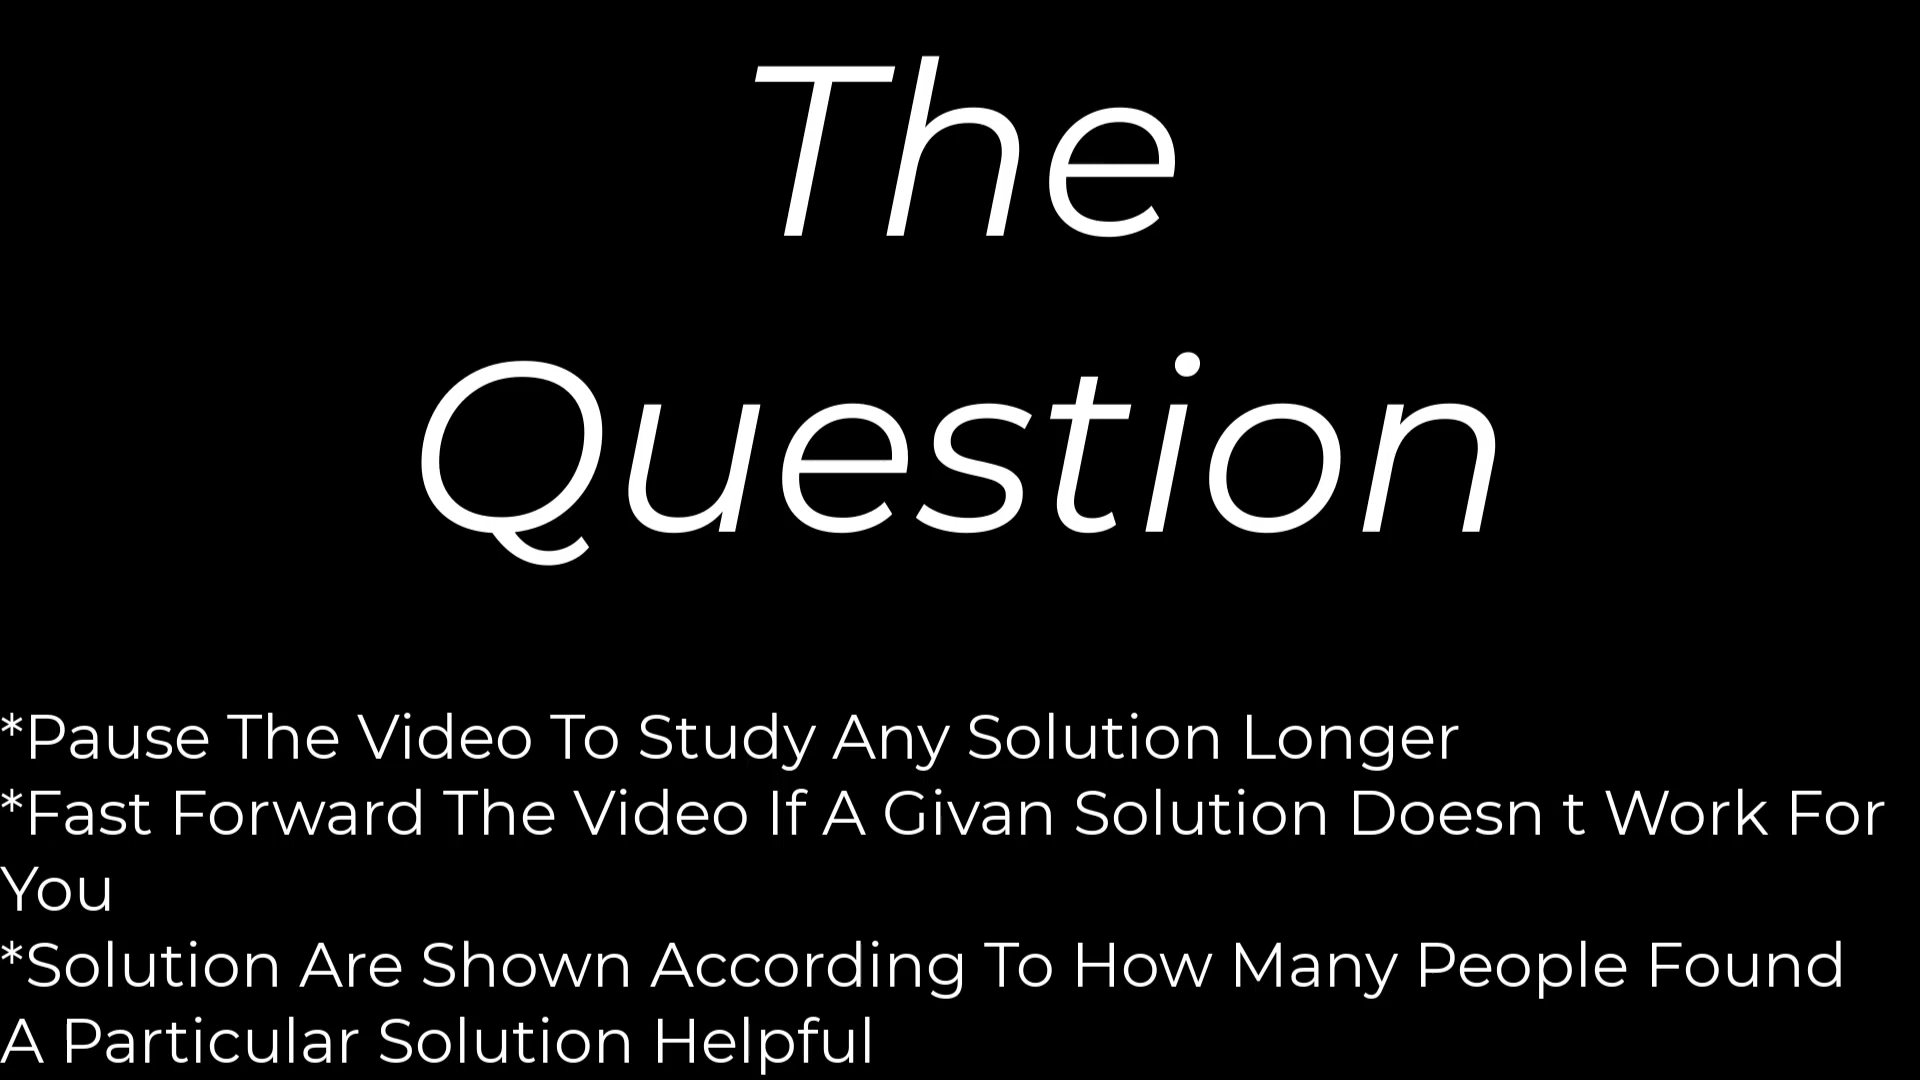 The
Question
*Pause The Video To Study Any Solution Longer
*Fast Forward The Video If A Givan Solution Doesn t Work For
You
*Solution Are Shown According To How Many People Found
A Particular Solution Helpful